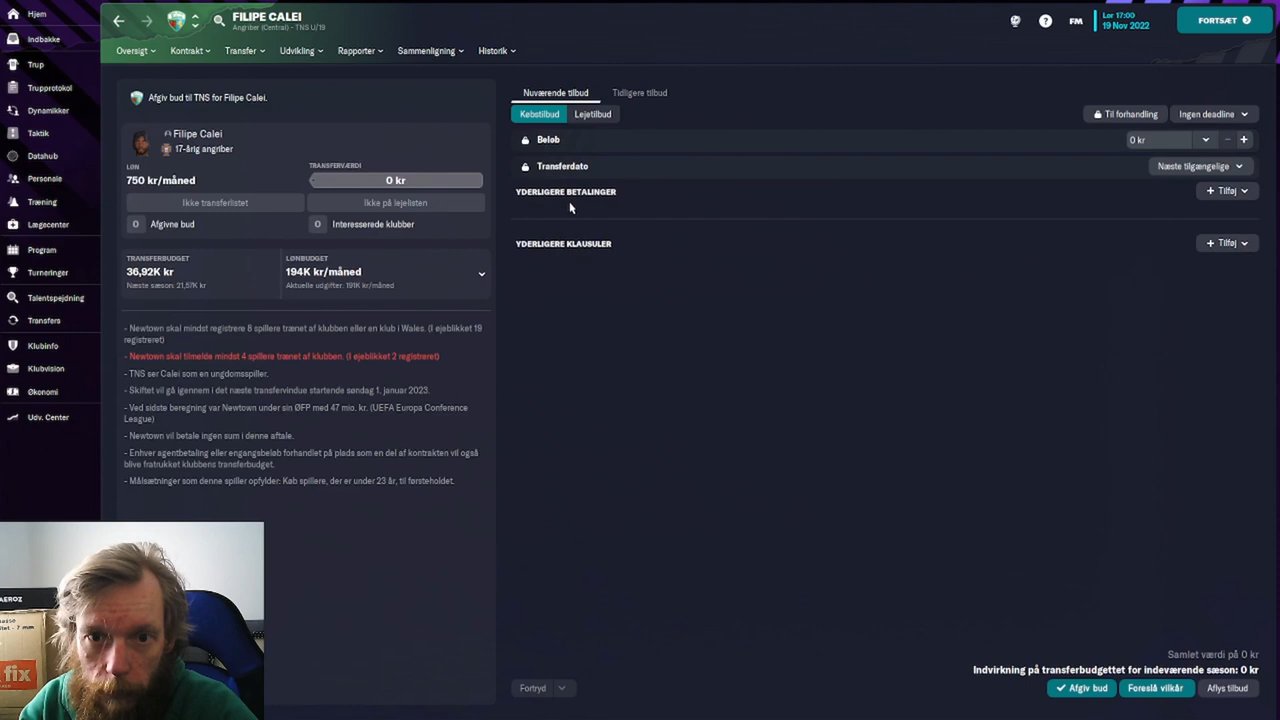 Hjem
Indbakke
Trup
Trupprotokol
Dynamikker
Taktik
Datahub
Personale
Træning
Lægecenter
Program
Turneringer
Talentspejdning
Transfers
Klubinfo
Klubvision
Økonomi
Udv. Center
FILIPE CALEI
Angriber (Central) - TNS U/19
FM
Lør 17:00
19 Nov 2022
FORTSÆT
Oversigt
Kontrakt
Transfer
Udvikling
Rapporter
Sammenligning
Historik
Afgiv bud til TNS for Filipe Calei.
Filipe Calei
17-årig angriber
LØN
750 kr/måned
TRANSFERVÆRDI
0 kr
Ikke transferlistet
Ikke på lejelisten
0 Afgivne bud
0 Interesserede klubber
TRANSFERBUDGET
36,92K kr
Næste sæson: 21,57K kr
LØNBUDGET
194K kr/måned
Aktuelle udgifter: 191K kr/måned
- Newtown skal mindst registrere 8 spillere trænet af klubben eller en klub i Wales. (I øjeblikket 19
registreret)
- Newtown skal tilmelde mindst 4 spillere trænet af klubben. (I øjeblikket 2 registreret)
- TNS ser Calei som en ungdomsspiller.
- Skiftet vil gå igennem i det næste transfervindue startende søndag 1. januar 2023.
- Ved sidste beregning var Newtown under sin ØFP med 47 mio. kr. (UEFA Europa Conference
League)
- Newtown vil betale ingen sum i denne aftale.
- Enhver agentbetaling eller engangsbeløb forhandlet på plads som en del af kontrakten vil også
blive fratrukket klubbens transferbudget.
- Målsætninger som denne spiller opfylder: Køb spillere, der er under 23 år, til førsteholdet.
Nuværende tilbud
Tidligere tilbud
Købstilbud
Lejetilbud
Til forhandling
Ingen deadline
Beløb
0 kr
Transferdato
Næste tilgængelige
YDERLIGERE BETALINGER
+ Tilføj
YDERLIGERE KLAUSULER
+ Tilføj
Samlet værdi på 0 kr
Indvirkning på transferbudgettet for indeværende sæson: 0 kr
Fortryd
Afgiv bud
Foreslå vilkår
Aflys tilbud
AEROZ
fix